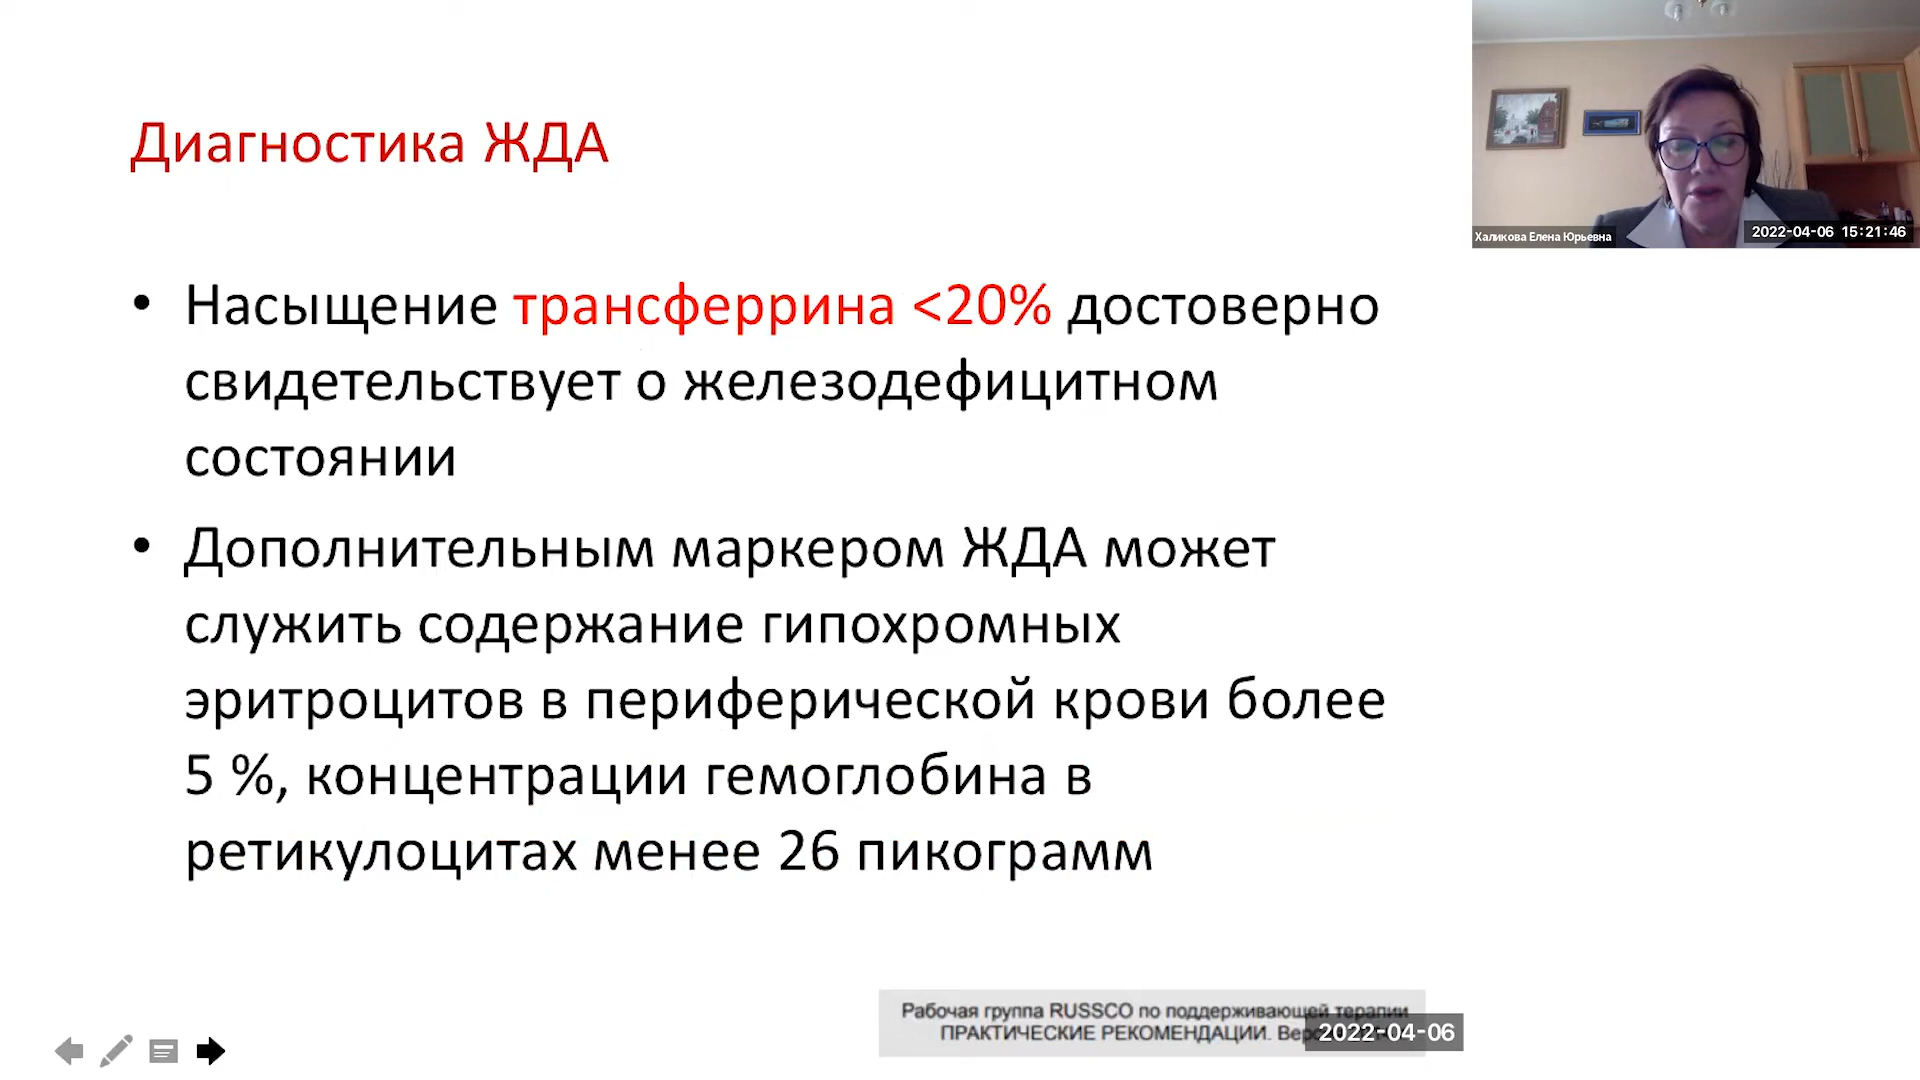 Диагностика ЖДА
Халикова Елена Юрьевна
2022-04-06 15:21:46
• Насыщение трансферрина <20% достоверно
свидетельствует о железодефицитном
состоянии
• Дополнительным маркером ЖДА может
служить содержание гипохромных
эритроцитов в периферической крови более
5 %, концентрации гемоглобина в
ретикулоцитах менее 26 пикограмм
Рабочая группа RUSSCO по поддерживающей терапии
ПРАКТИЧЕСКИЕ РЕКОМЕНДАЦИИ.
2022-04-06